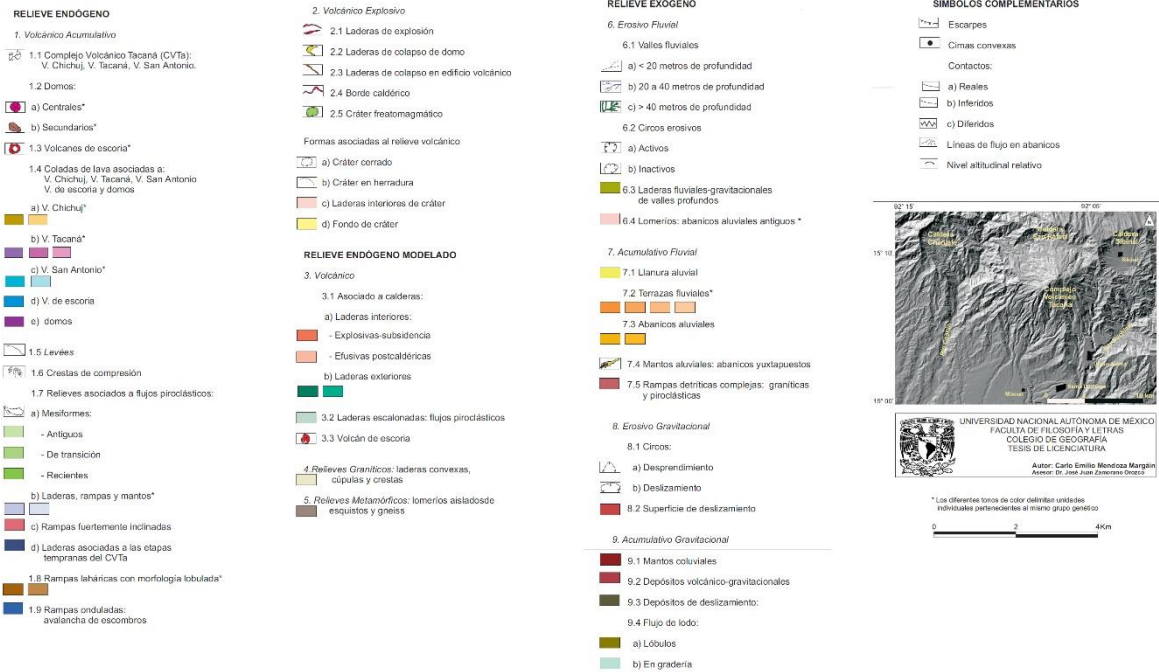 RELIEVE ENDÓGENO
1. Volcánico Acumulativo
1.1 Complejo Volcánico Tacaná (CVTa):
V. Chichuj, V. Tacaná, V. San Antonio.
1.2 Domos:
a) Centrales*
b) Secundarios*
1.3 Volcanes de escoria*
1.4 Coladas de lava asociadas a:
V. Chichuj, V. Tacaná, V. San Antonio
V. de escoria y domos
a) V. Chichuj*
b) V. Tacaná*
c) V. San Antonio*
d) V. de escoria
e) domos
1.5 Levées
1.6 Crestas de compresión
1.7 Relieves asociados a flujos piroclásticos:
a) Mesiformes:
- Antiguos
- De transición
- Recientes
b) Laderas, rampas y mantos*
c) Rampas fuertemente inclinadas
d) Laderas asociadas a las etapas
tempranas del CVTa
1.8 Rampas laháricas con morfología lobulada*
1.9 Rampas onduladas:
avalancha de escombros
2. Volcánico Explosivo
2.1 Laderas de explosión
2.2 Laderas de colapso de domo
2.3 Laderas de colapso en edificio volcánico
2.4 Borde caldérico
2.5 Cráter freatomagmático
Formas asociadas al relieve volcánico
a) Cráter cerrado
b) Cráter en herradura
c) Laderas interiores de cráter
d) Fondo de cráter
RELIEVE ENDÓGENO MODELADO
3. Volcánico
3.1 Asociado a calderas:
a) Laderas interiores:
- Explosivas-subsidencia
- Efusivas postcaldéricas
b) Laderas exteriores
3.2 Laderas escalonadas: flujos piroclásticos
3.3 Volcán de escoria
4.Relieves Graníticos: laderas convexas,
cúpulas y crestas
5. Relieves Metamórficos: lomeríos aisladosde
esquistos y gneiss
RELIEVE EXÓGENO
6. Erosivo Fluvial
6.1 Valles fluviales
a) < 20 metros de profundidad
b) 20 a 40 metros de profundidad
c) > 40 metros de profundidad
6.2 Circos erosivos
a) Activos
b) Inactivos
6.3 Laderas fluviales-gravitacionales
de valles profundos
6.4 Lomeríos: abanicos aluviales antiguos *
7. Acumulativo Fluvial
7.1 Llanura aluvial
7.2 Terrazas fluviales*
7.3 Abanicos aluviales
7.4 Mantos aluviales: abanicos yuxtapuestos
7.5 Rampas detríticas complejas: graníticas
y piroclásticas
8. Erosivo Gravitacional
8.1 Circos:
a) Desprendimiento
b) Deslizamiento
8.2 Superficie de deslizamiento
9. Acumulativo Gravitacional
9.1 Mantos coluviales
9.2 Depósitos volcánico-gravitacionales
9.3 Depósitos de deslizamiento:
9.4 Flujo de lodo:
a) Lóbulos
b) En gradería
SÍMBOLOS COMPLEMENTARIOS
Escarpes
Cimas convexas
Contactos:
a) Reales
b) Inferidos
c) Diferidos
Líneas de flujo en abanicos
Nivel altitudinal relativo
92° 15'
92° 05'
15° 10'
15° 00'
Caldera
Caldera
Caldera
Sibinal
Complejo
Volcánico
Tacaná
0
10 km
UNIVERSIDAD NACIONAL AUTÓNOMA DE MÉXICO
FACULTAD DE FILOSOFÍA Y LETRAS
COLEGIO DE GEOGRAFÍA
TESIS DE LICENCIATURA
Autor: Carlo Emilio Mendoza Margáin
Asesor: Dr. José Juan Zamorano Orozco
* Los diferentes tonos de color delimitan unidades
individuales pertenecientes al mismo grupo genético
0 2 4Km